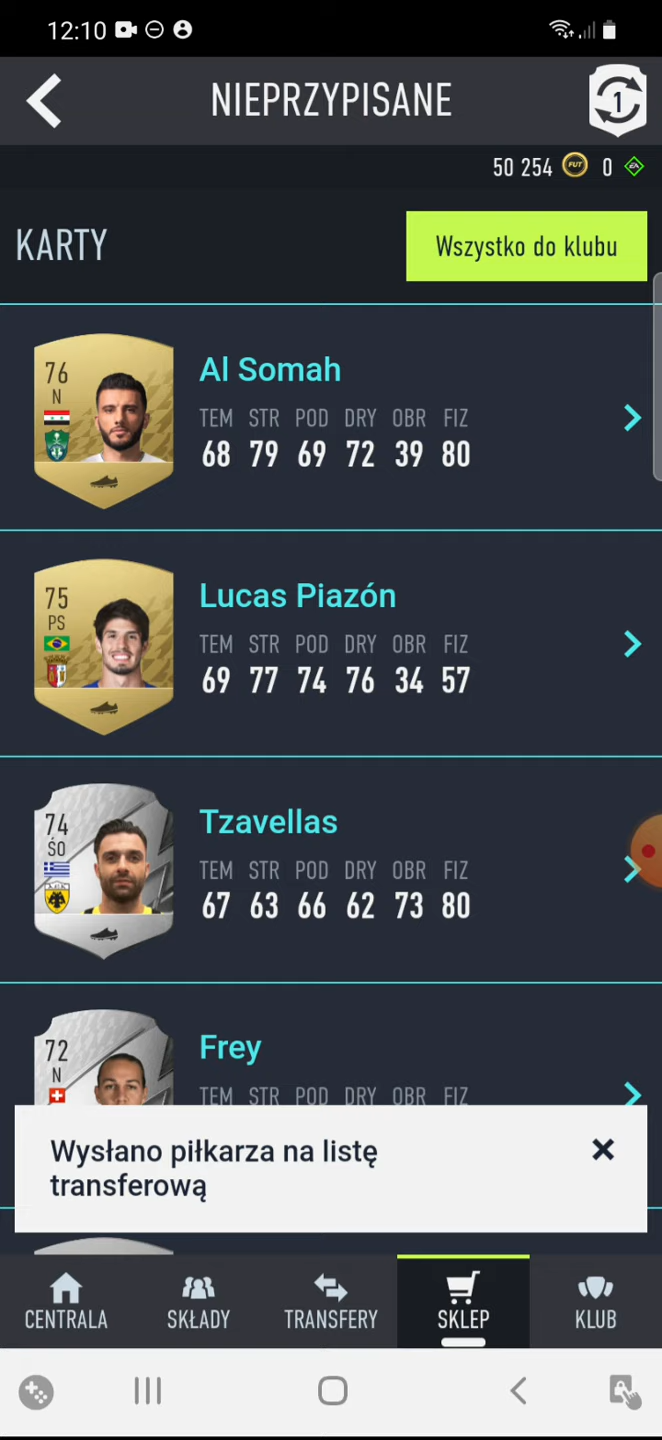 12:10
NIEPRZYPISANE
1
50 254 FUT 0 EA
KARTY
Wszystko do klubu
76
N
Al Somah
TEM STR POD DRY OBR FIZ
68 79 69 72 39 80
75
PS
Lucas Piazón
TEM STR POD DRY OBR FIZ
69 77 74 76 34 57
74
ŚO
Tzavellas
TEM STR POD DRY OBR FIZ
67 63 66 62 73 80
72
N
Frey
TEM STR POD DRY OBR FIZ
Wysłano piłkarza na listę
transferową
CENTRALA SKŁADY TRANSFERY SKLEP KLUB